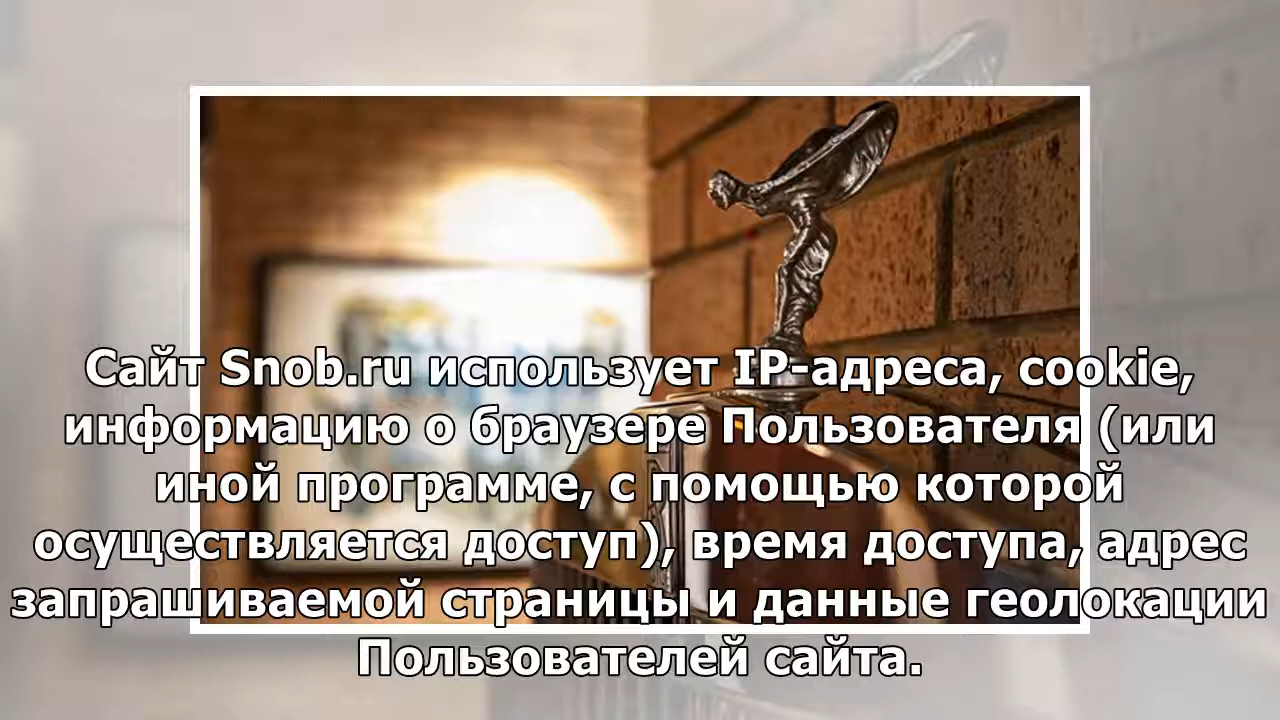 Сайт Snob.ru использует IP-адреса, cookie,
информацию о браузере Пользователя (или
иной программе, с помощью которой
осуществляется доступ), время доступа, адрес
запрашиваемой страницы и данные геолокации
Пользователей сайта.